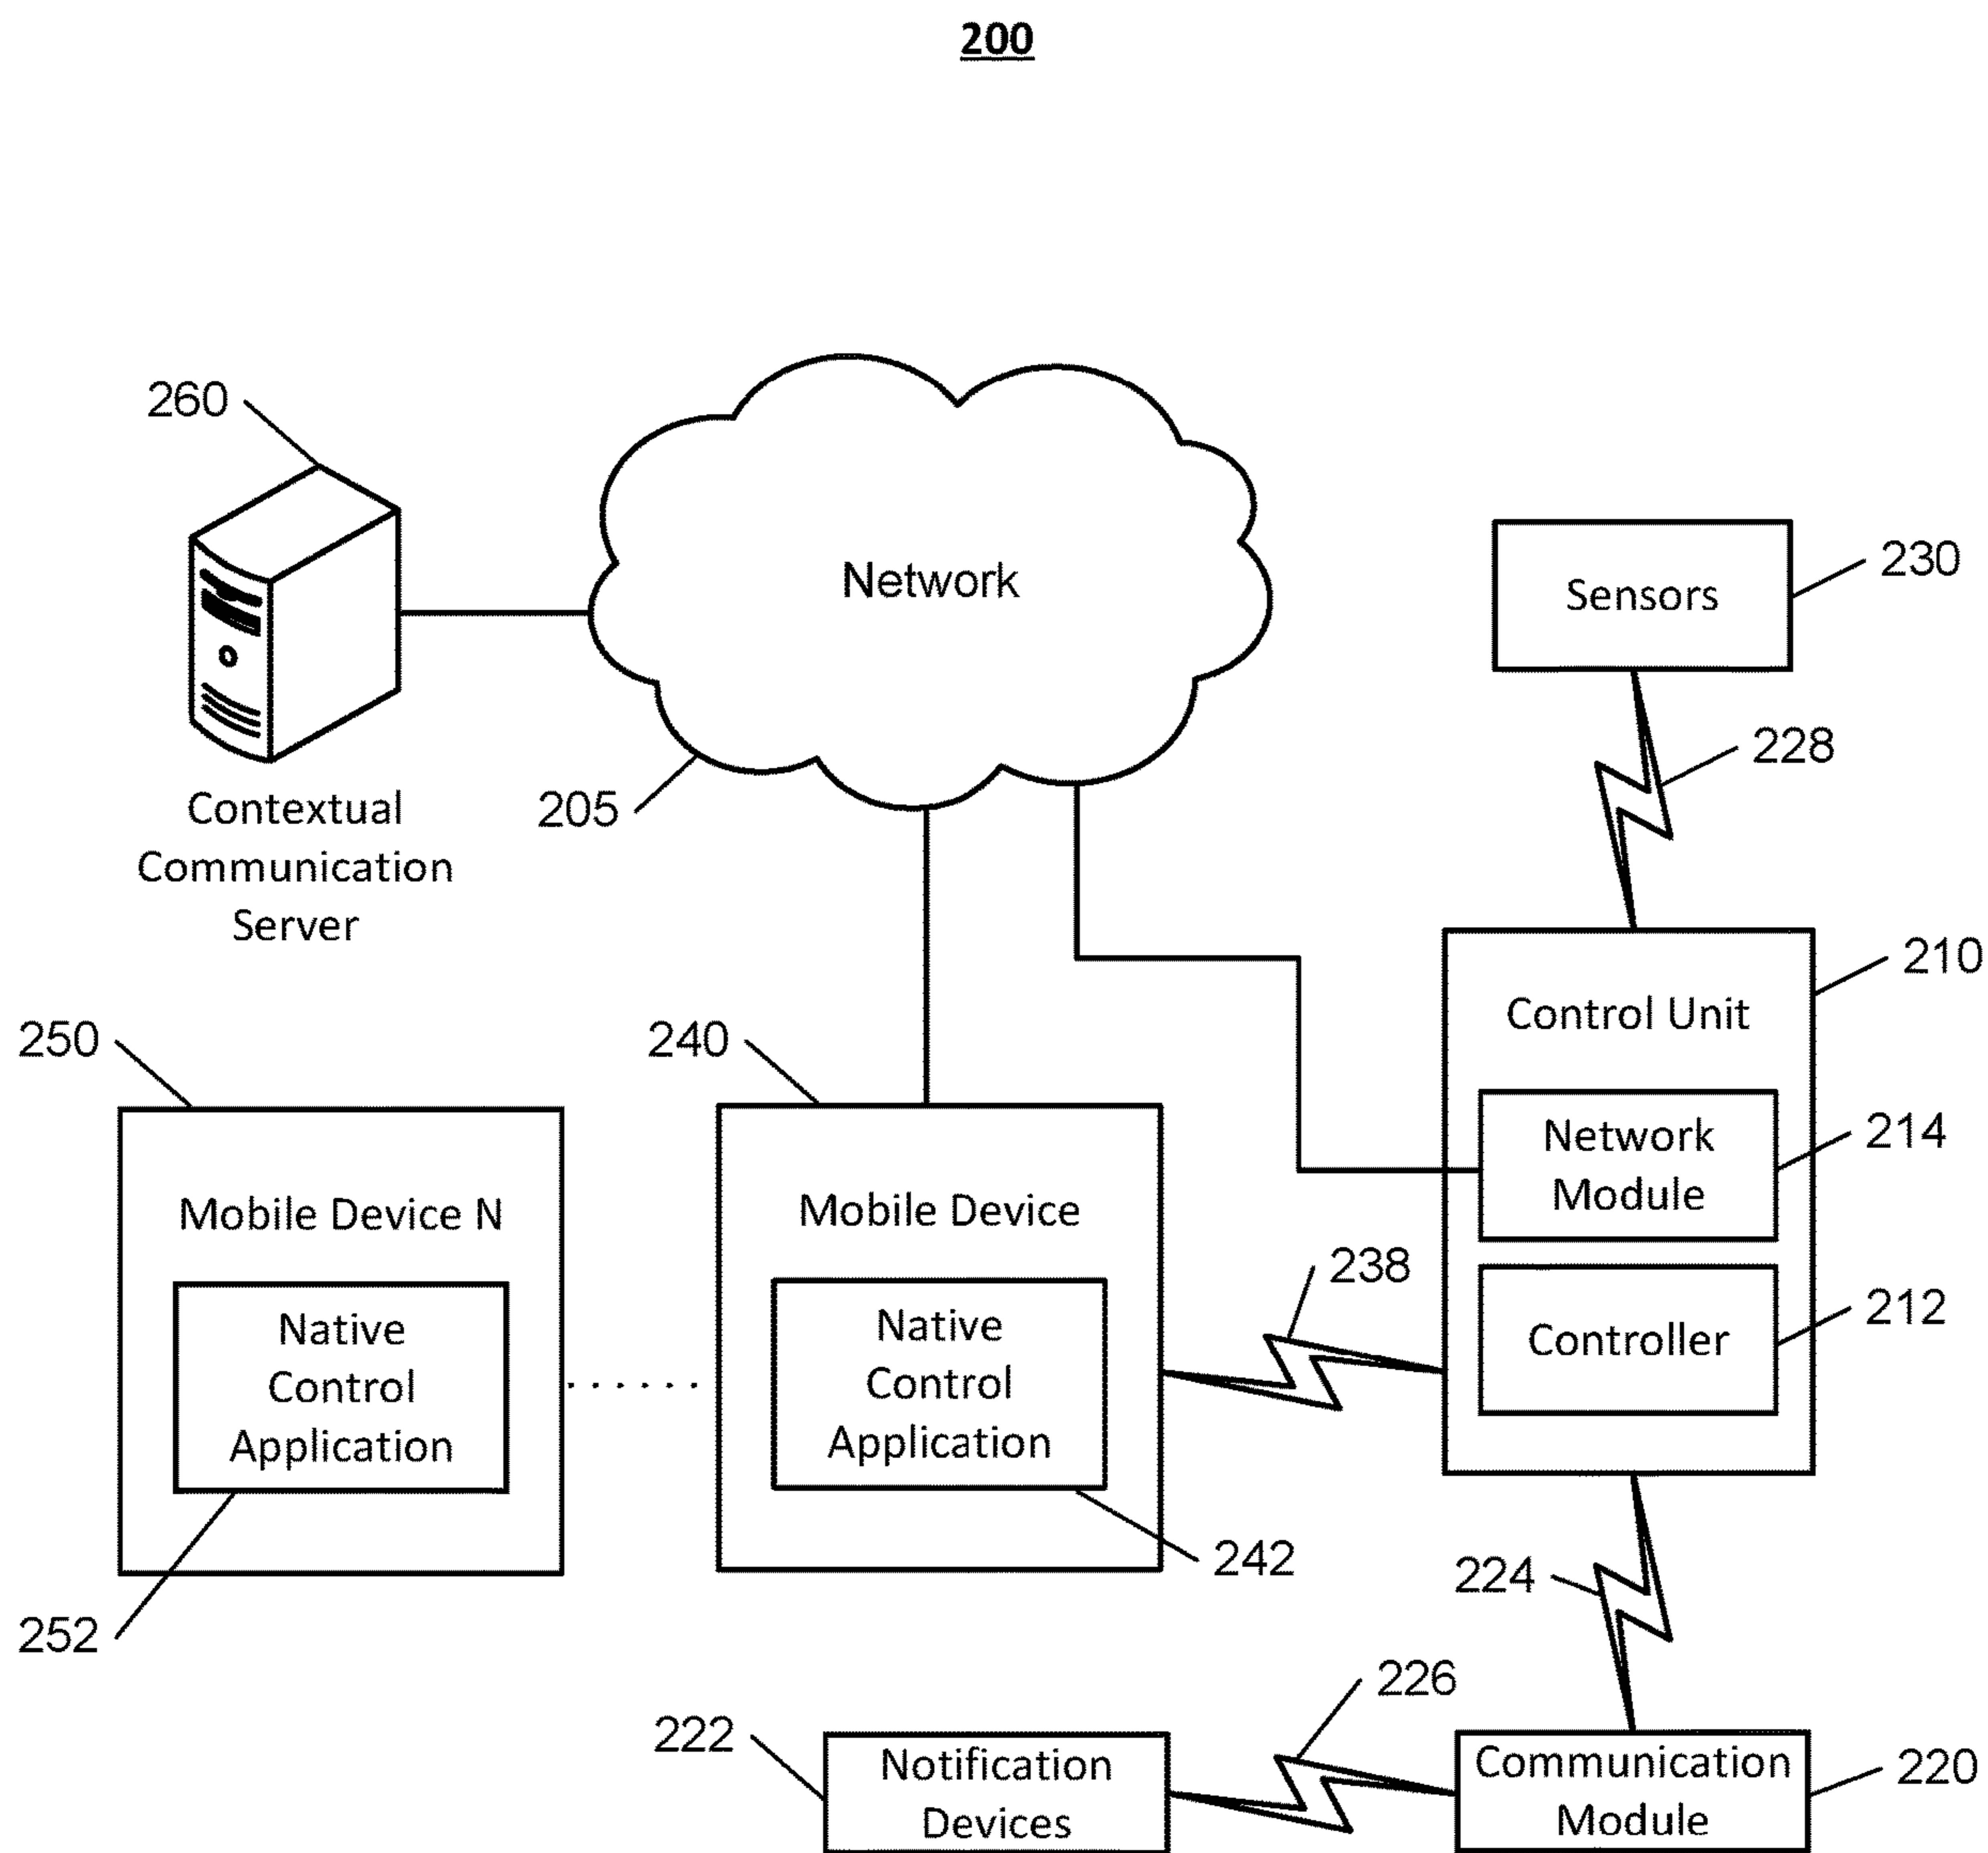 200
260
Network
230
Sensors
228
205
Contextual
Communication
Server
210
Control Unit
250
240
214
Network
Module
Mobile Device N
Mobile Device
238
212
Controller
Native
Control
Application
Native
Control
Application
242
224
252
226
222
Notification
Devices
Communication
Module
220